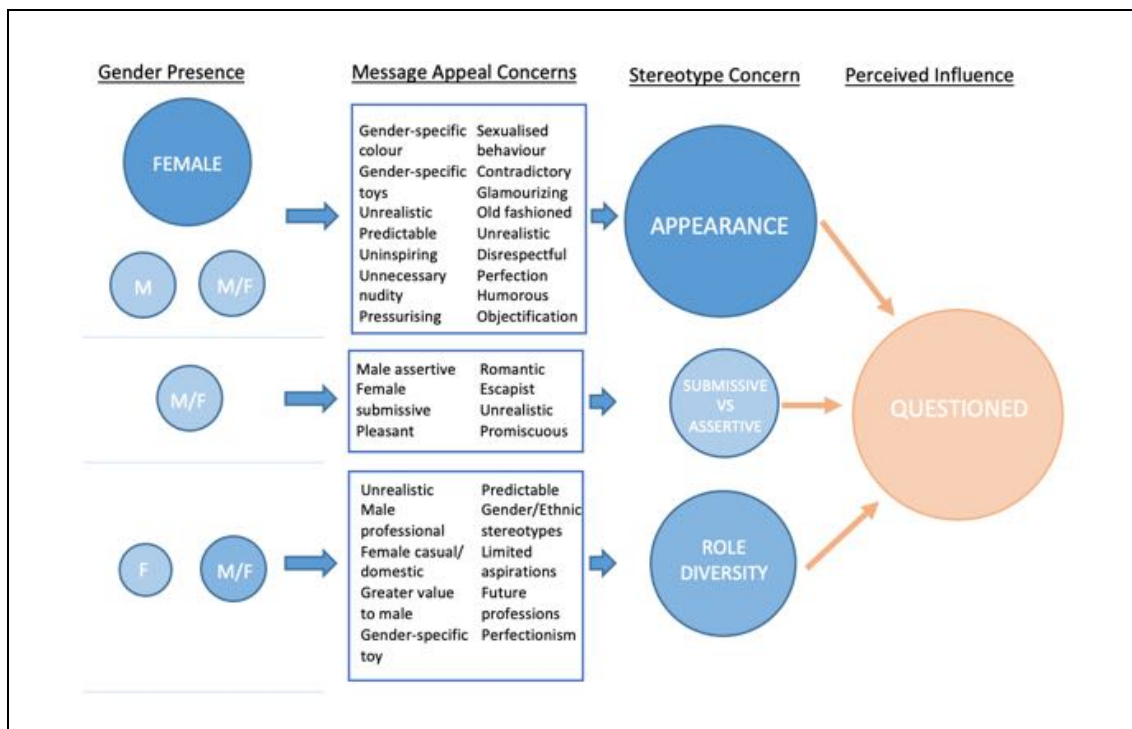 Gender Presence
Message Appeal Concerns
Stereotype Concern
Perceived Influence
FEMALE
M
M/F
Gender-specific
colour
Gender-specific
toys
Unrealistic
Predictable
Uninspiring
Unnecessary
nudity
Pressurising
Sexualised
behaviour
Contradictory
Glamourizing
Old fashioned
Unrealistic
Disrespectful
Perfection
Humorous
Objectification
APPEARANCE
M/F
Male assertive
Female
submissive
Pleasant
Romantic
Escapist
Unrealistic
Promiscuous
SUBMISSIVE
VS
ASSERTIVE
QUESTIONED
F
M/F
Unrealistic
Male
professional
Female casual/
domestic
Greater value
to male
Gender-specific
toy
Predictable
Gender/Ethnic
stereotypes
Limited
aspirations
Future
professions
Perfectionism
ROLE
DIVERSITY